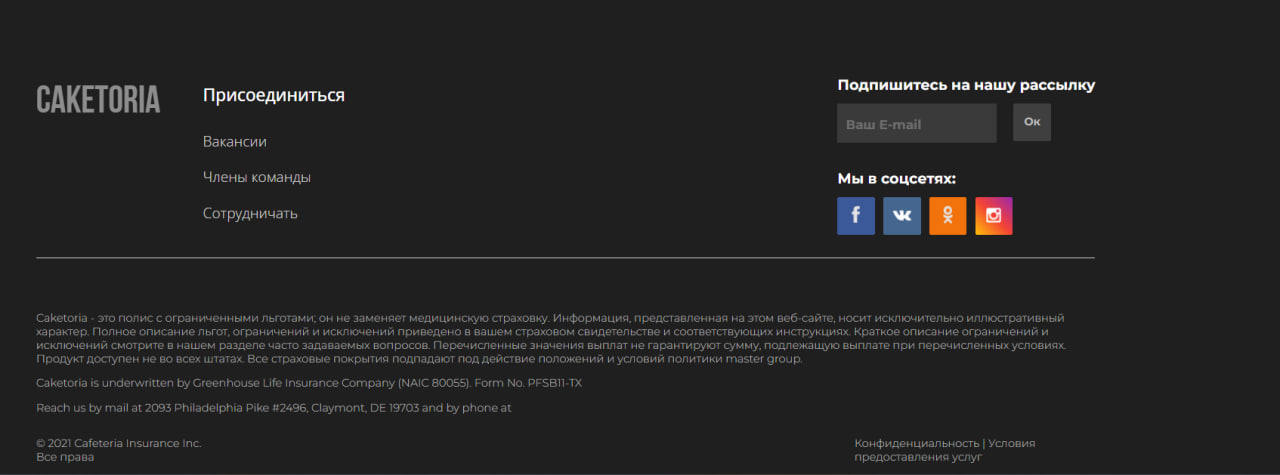 CAKETORIA
Присоединиться
Вакансии
Члены команды
Сотрудничать
Подпишитесь на нашу рассылку
Ваш E-mail
Ок
Мы в соцсетях:
Caketoria - это полис с ограниченными льготами; он не заменяет медицинскую страховку. Информация, представленная на этом веб-сайте, носит исключительно иллюстративный
характер. Полное описание льгот, ограничений и исключений приведено в вашем страховом свидетельстве и соответствующих инструкциях. Краткое описание ограничений и
исключений смотрите в нашем разделе часто задаваемых вопросов. Перечисленные значения выплат не гарантируют сумму, подлежащую выплате при перечисленных условиях.
Продукт доступен не во всех штатах. Все страховые покрытия подпадают под действие положений и условий политики master group.
Caketoria is underwritten by Greenhouse Life Insurance Company (NAIC 80055). Form No. PFSB11-TX
Reach us by mail at 2093 Philadelphia Pike #2496, Claymont, DE 19703 and by phone at
© 2021 Cafeteria Insurance Inc.
Все права
Конфиденциальность | Условия
предоставления услуг